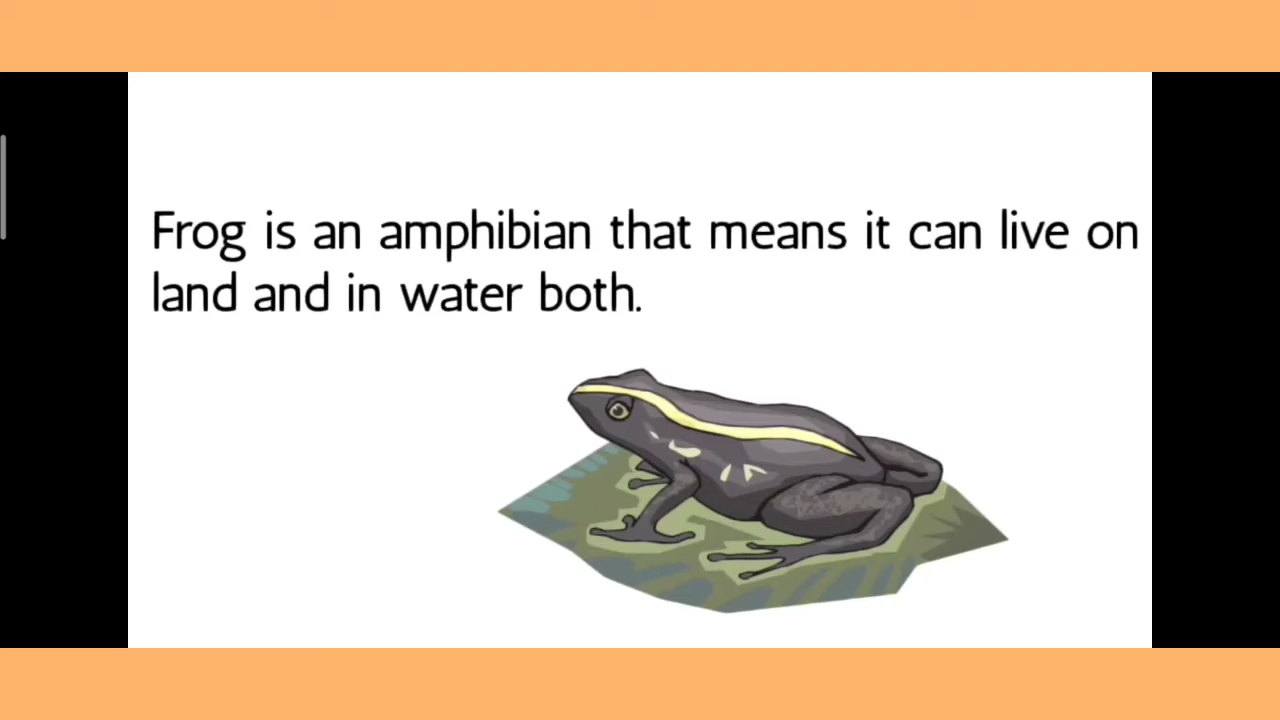 Frog is an amphibian that means it can live on
land and in water both.